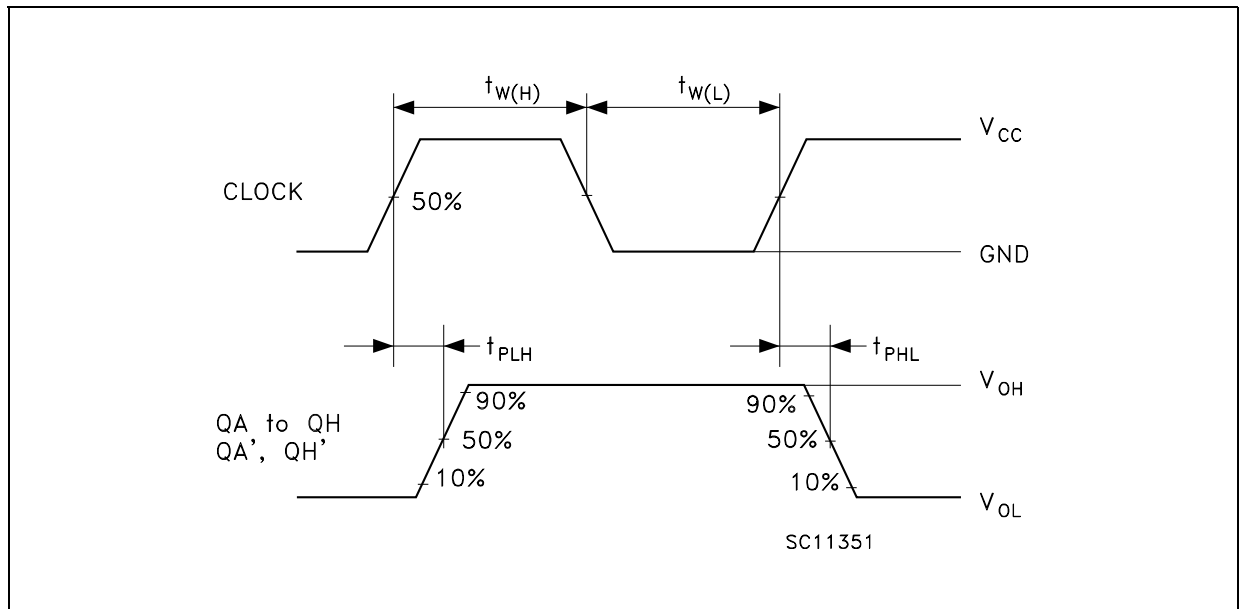 tW(H) tW(L)
VCC
CLOCK
50%
GND
tPLH tPHL
VOH
90% 90%
QA to QH
QA’, QH’
50% 50%
10% 10%
VOL
SC11351